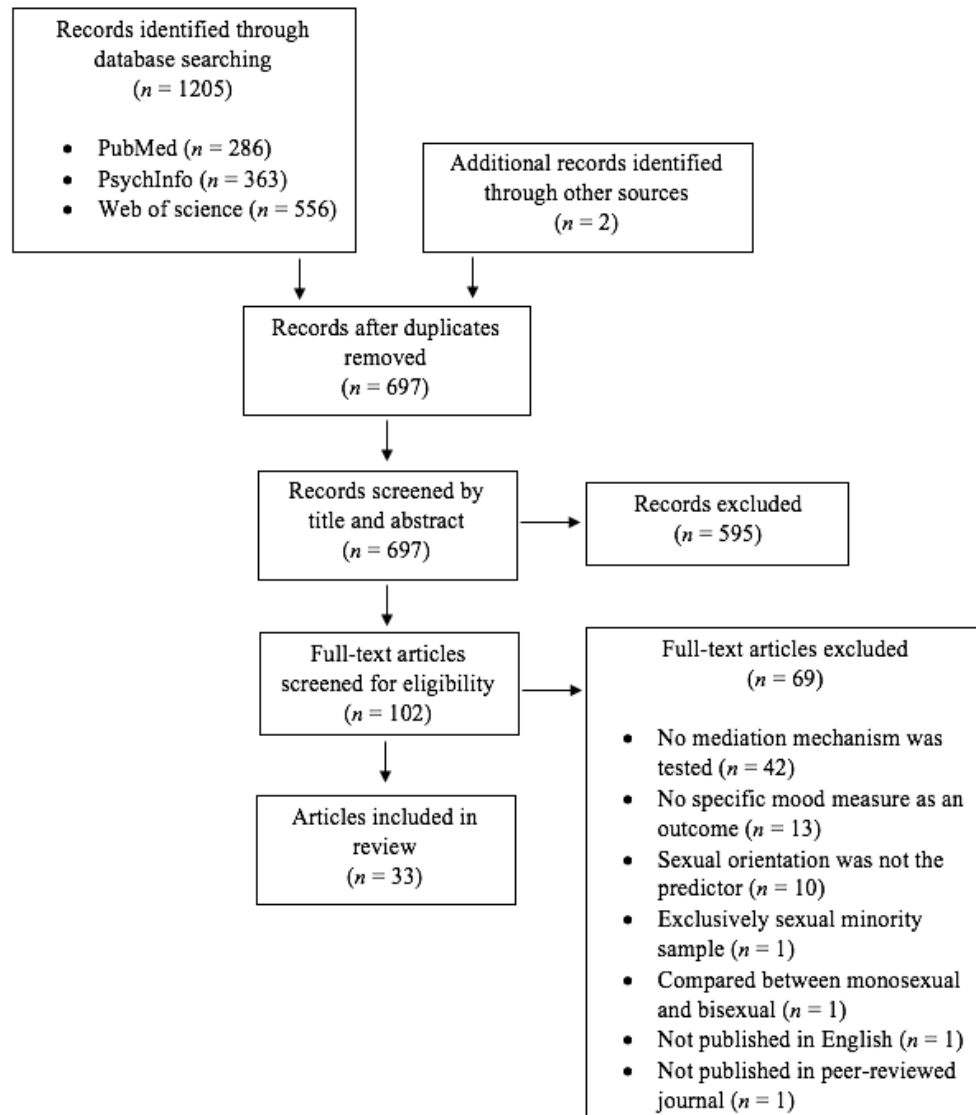 Records identified through
database searching
(n = 1205)
• PubMed (n = 286)
• PsychInfo (n = 363)
• Web of science (n = 556)
Additional records identified
through other sources
(n = 2)
Records after duplicates
removed
(n = 697)
Records screened by
title and abstract
(n = 697)
Records excluded
(n = 595)
Full-text articles
screened for eligibility
(n = 102)
Full-text articles excluded
(n = 69)
• No mediation mechanism was
tested (n = 42)
• No specific mood measure as an
outcome (n = 13)
• Sexual orientation was not the
predictor (n = 10)
• Exclusively sexual minority
sample (n = 1)
• Compared between monosexual
and bisexual (n = 1)
• Not published in English (n = 1)
• Not published in peer-reviewed
journal (n = 1)
Articles included in
review
(n = 33)